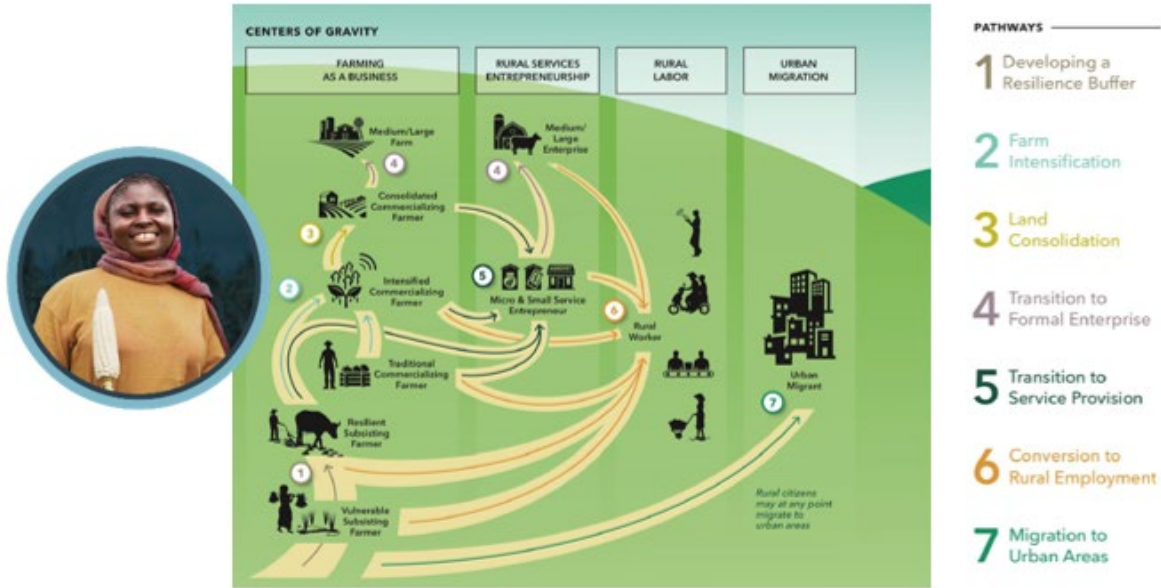 CENTERS OF GRAVITY
FARMING
AS A BUSINESS
RURAL SERVICES
ENTREPRENEURSHIP
RURAL
LABOR
URBAN
MIGRATION
Medium/Large
Farm
4
Medium/
Large
Enterprise
4
Consolidated
Commercializing
Farmer
3
Intensified
Commercializing
Farmer
2
5
Micro & Small Service
Entrepreneur
6
Rural
Worker
Traditional
Commercializing
Farmer
Urban
Migrant
7
Resilient
Subsisting
Farmer
1
Vulnerable
Subsisting
Farmer
Rural citizens
may at any point
migrate to
urban areas
PATHWAYS
1 Developing a
Resilience Buffer
2 Farm
Intensification
3 Land
Consolidation
4 Transition to
Formal Enterprise
5 Transition to
Service Provision
6 Conversion to
Rural Employment
7 Migration to
Urban Areas